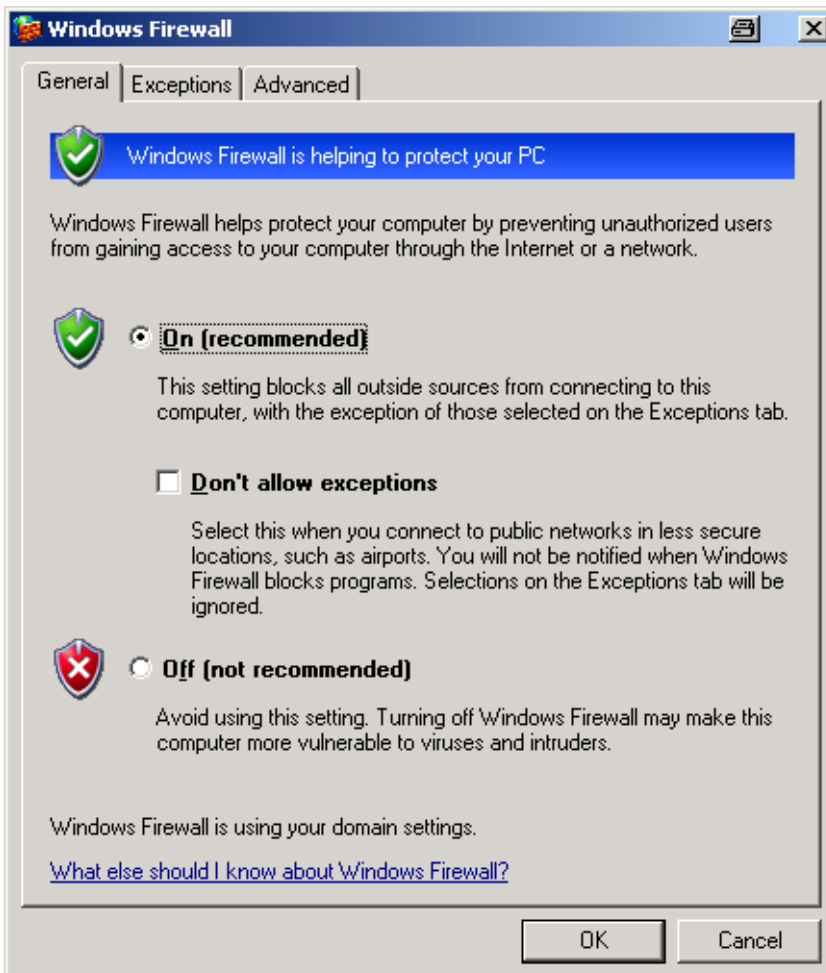 Windows Firewall
General
Exceptions
Advanced
Windows Firewall is helping to protect your PC
Windows Firewall helps protect your computer by preventing unauthorized users
from gaining access to your computer through the Internet or a network.
On (recommended)
This setting blocks all outside sources from connecting to this
computer, with the exception of those selected on the Exceptions tab.
Don't allow exceptions
Select this when you connect to public networks in less secure
locations, such as airports. You will not be notified when Windows
Firewall blocks programs. Selections on the Exceptions tab will be
ignored.
Off (not recommended)
Avoid using this setting. Turning off Windows Firewall may make this
computer more vulnerable to viruses and intruders.
Windows Firewall is using your domain settings.
What else should I know about Windows Firewall?
OK
Cancel